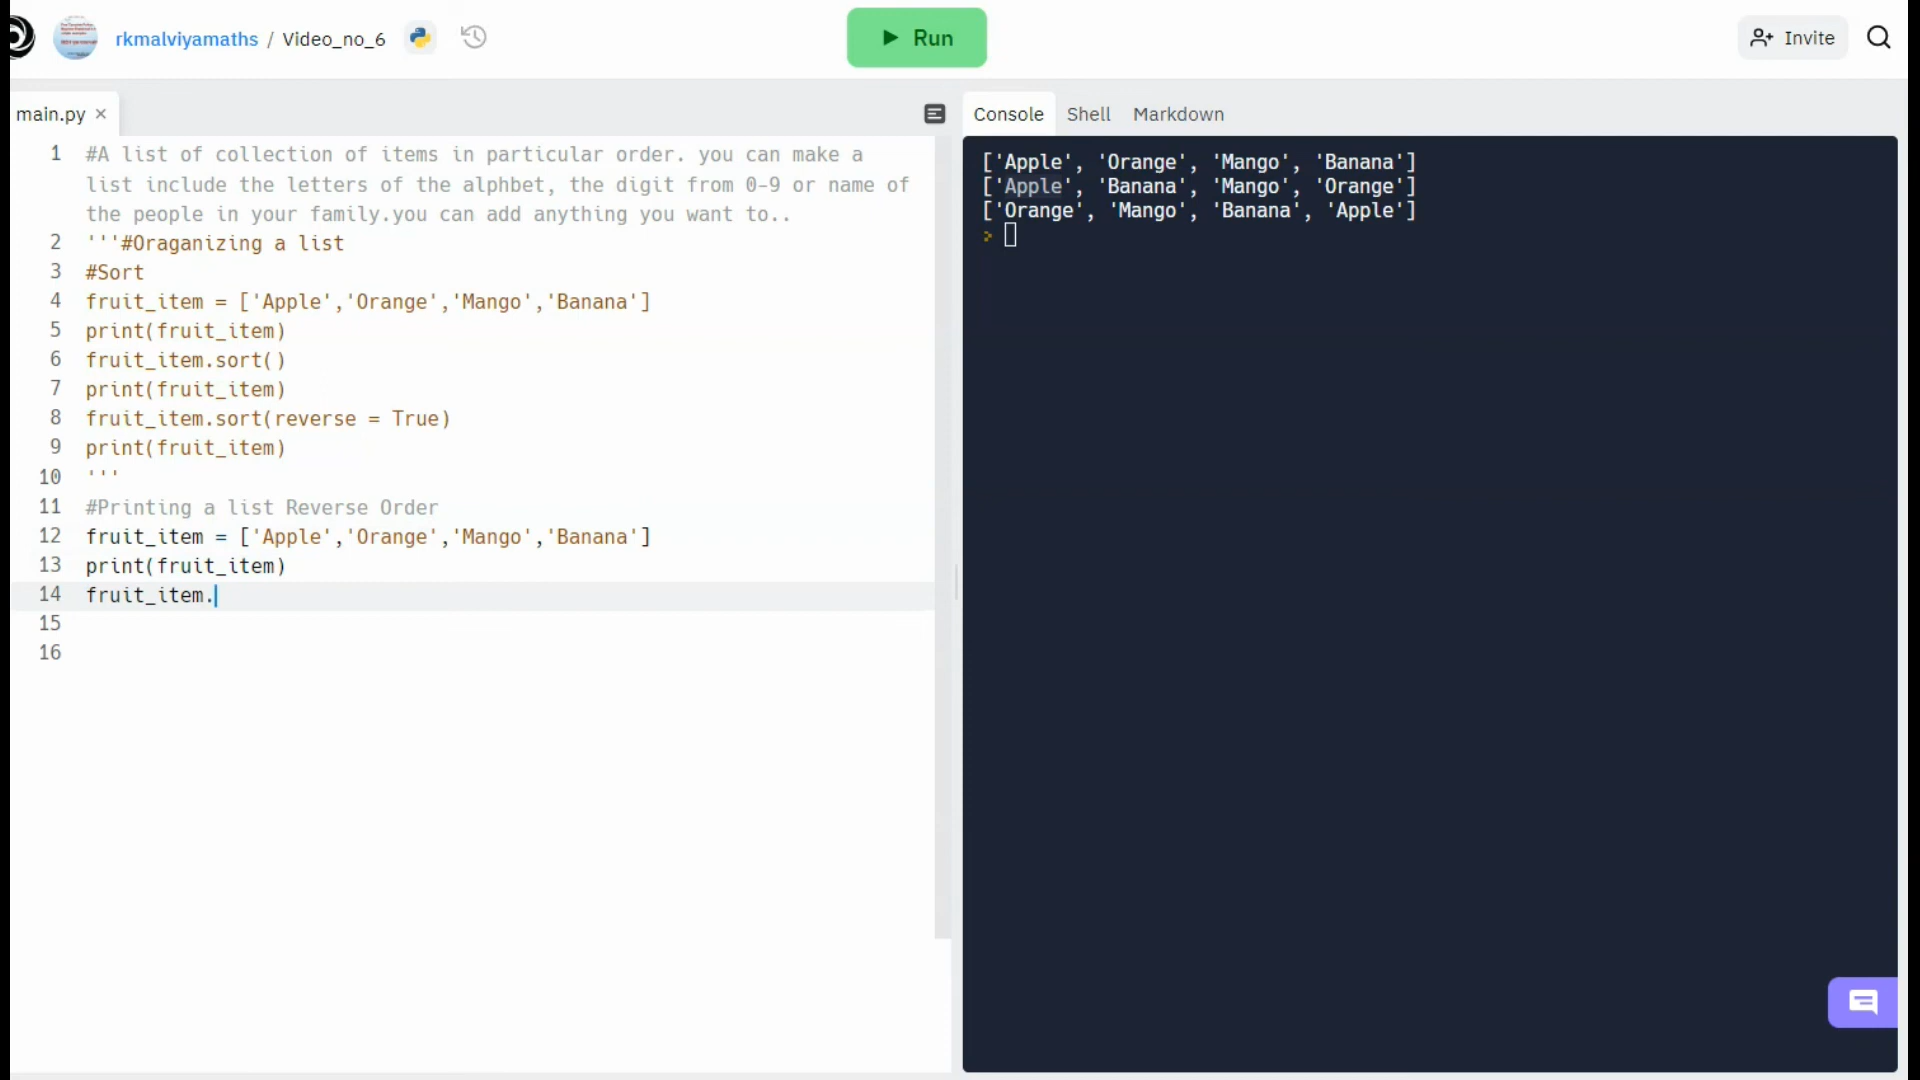 rkmalviyamaths / Video_no_6
Run
Invite
main.py ×
Console Shell Markdown
1 #A list of collection of items in particular order. you can make a
list include the letters of the alphbet, the digit from 0-9 or name of
the people in your family.you can add anything you want to..
2 '''#Oraganizing a list
3 #Sort
4 fruit_item = ['Apple','Orange','Mango','Banana']
5 print(fruit_item)
6 fruit_item.sort()
7 print(fruit_item)
8 fruit_item.sort(reverse = True)
9 print(fruit_item)
10 '''
11 #Printing a list Reverse Order
12 fruit_item = ['Apple','Orange','Mango','Banana']
13 print(fruit_item)
14 fruit_item.
15
16
['Apple', 'Orange', 'Mango', 'Banana']
['Apple', 'Banana', 'Mango', 'Orange']
['Orange', 'Mango', 'Banana', 'Apple']
>